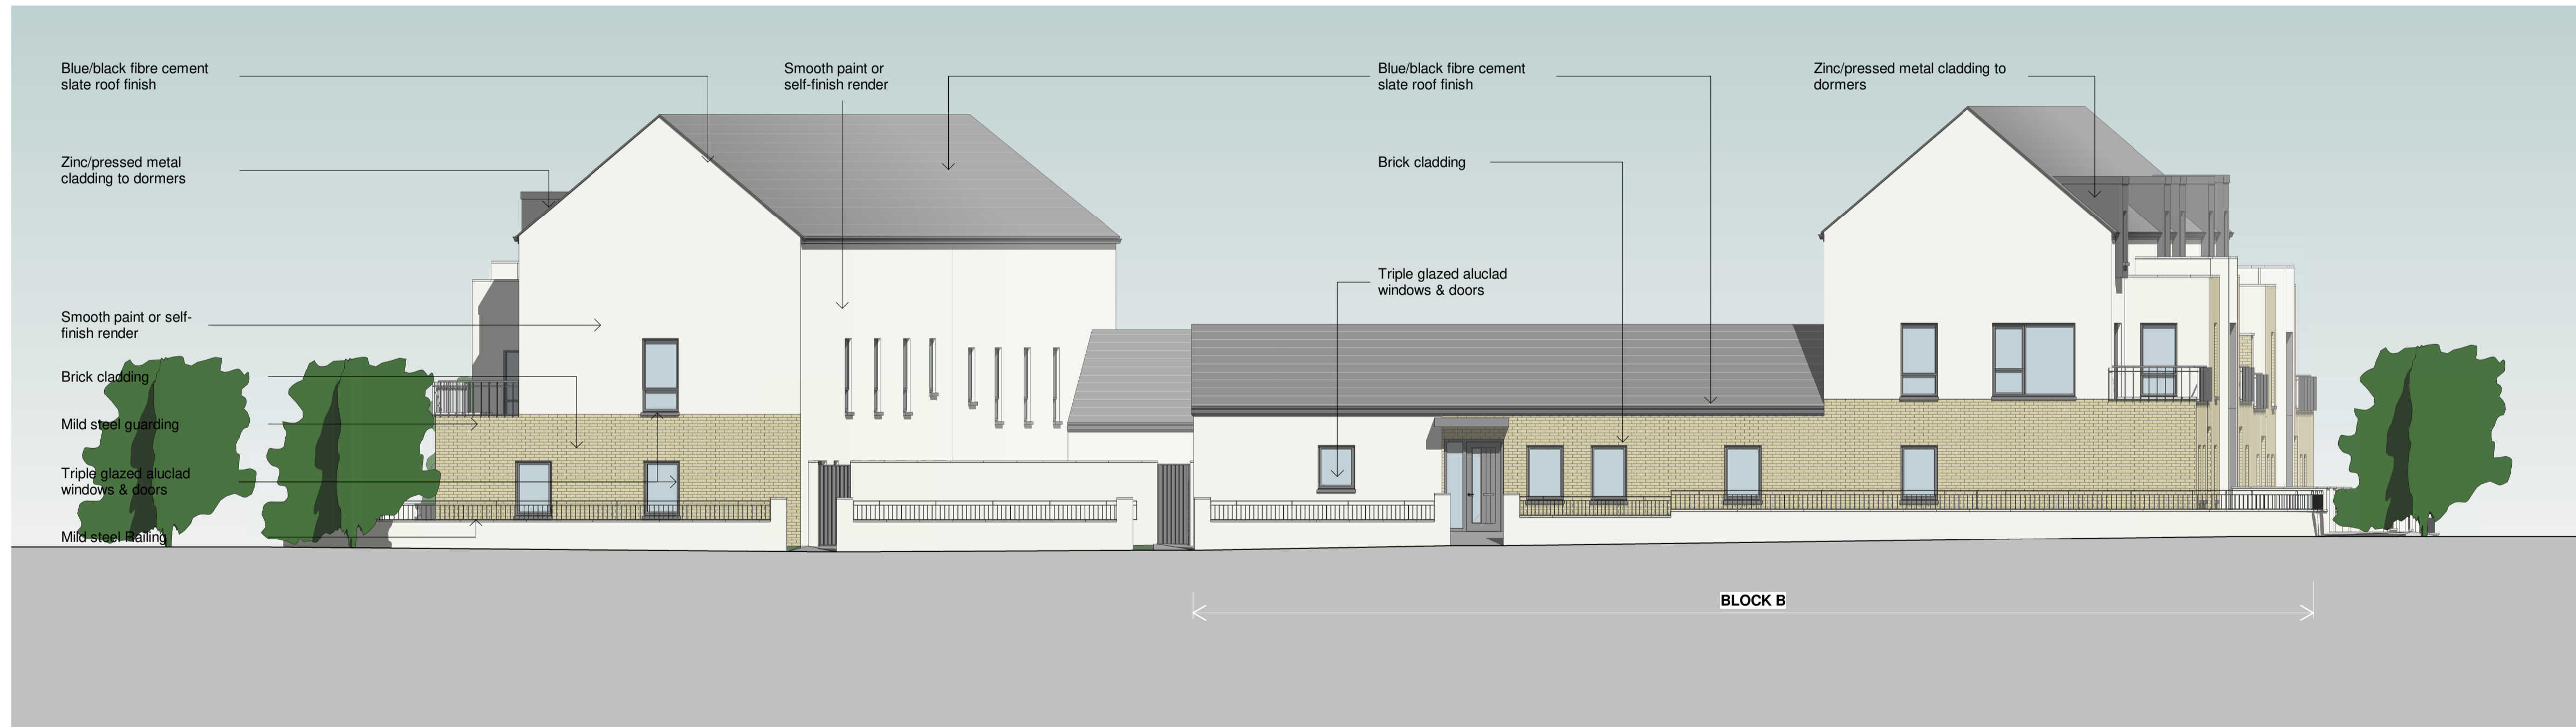 Blue/black fibre cement
slate roof finish
Smooth paint or
self-finish render
Blue/black fibre cement
slate roof finish
Zinc/pressed metal cladding to
dormers
Zinc/pressed metal
cladding to dormers
Brick cladding
Triple glazed aluclad
windows & doors
Smooth paint or self-
finish render
Brick cladding
Mild steel guarding
Triple glazed aluclad
windows & doors
Mild steel Railing
BLOCK B